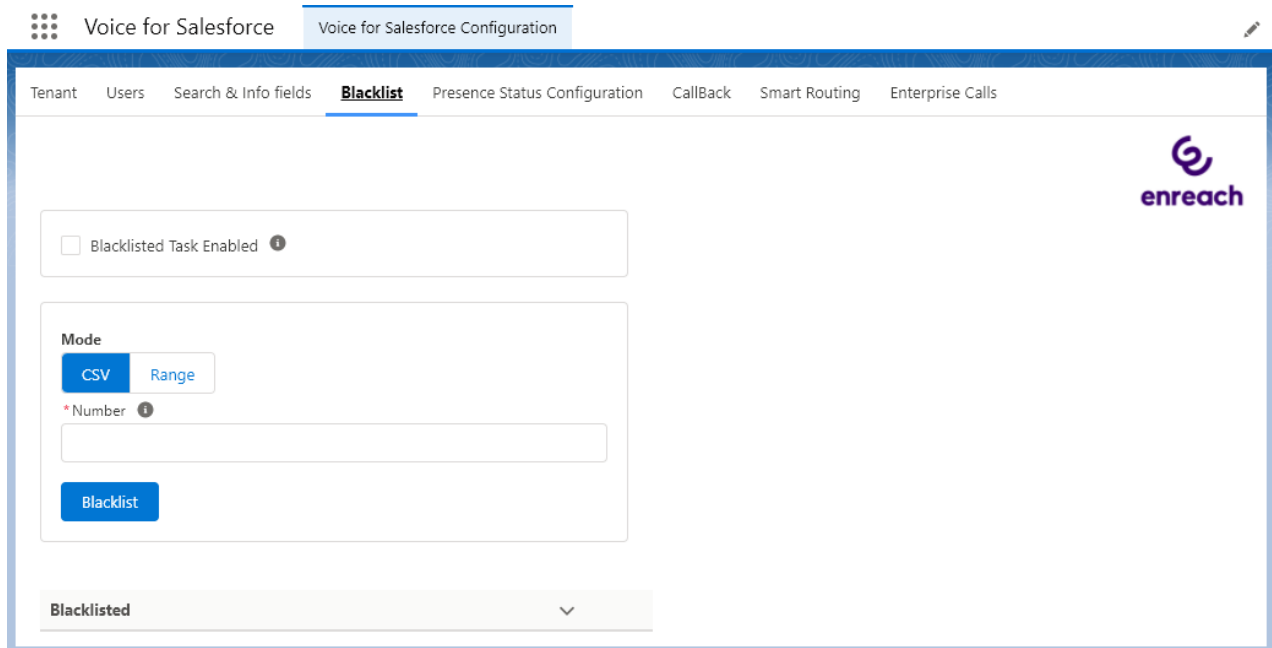 Voice for Salesforce Voice for Salesforce Configuration
Tenant Users Search & Info fields Blacklist Presence Status Configuration CallBack Smart Routing Enterprise Calls
enreach
Blacklisted Task Enabled
Mode
CSV Range
*Number
Blacklist
Blacklisted